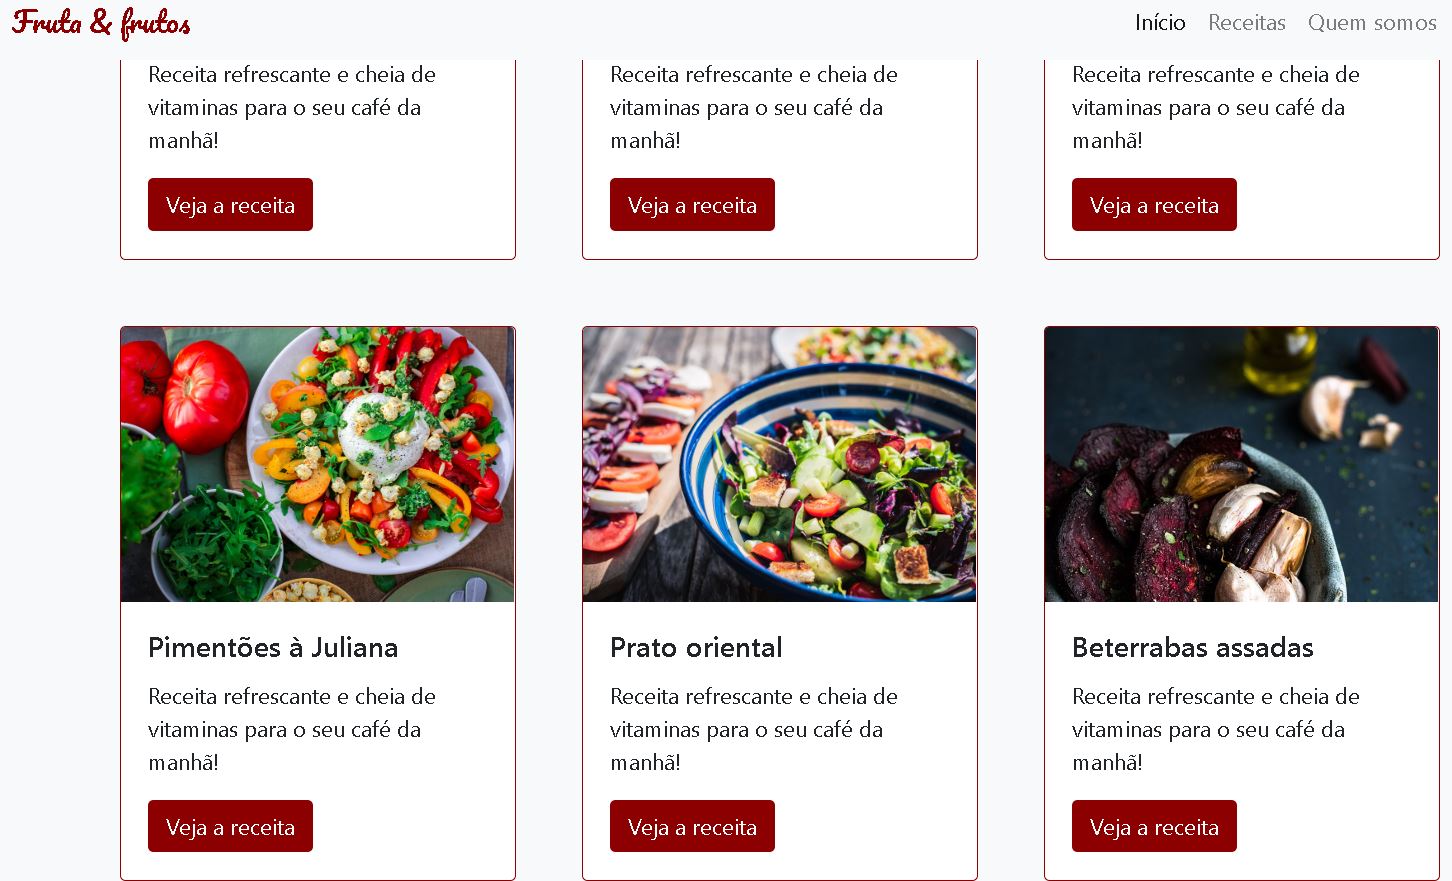 Fruta & frutos
Início Receitas Quem somos
Receita refrescante e cheia de
vitaminas para o seu café da
manhã!
Veja a receita
Receita refrescante e cheia de
vitaminas para o seu café da
manhã!
Veja a receita
Receita refrescante e cheia de
vitaminas para o seu café da
manhã!
Veja a receita
Pimentões à Juliana
Receita refrescante e cheia de
vitaminas para o seu café da
manhã!
Veja a receita
Prato oriental
Receita refrescante e cheia de
vitaminas para o seu café da
manhã!
Veja a receita
Beterrabas assadas
Receita refrescante e cheia de
vitaminas para o seu café da
manhã!
Veja a receita